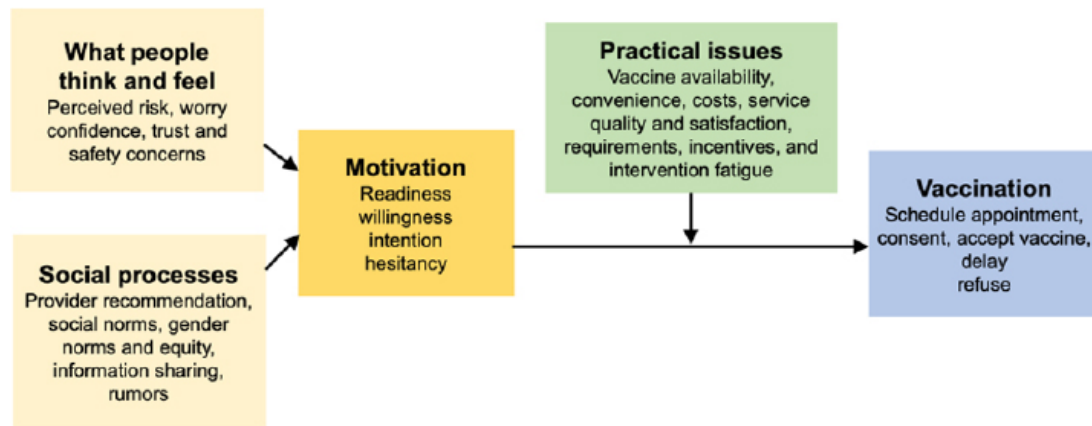 What people
think and feel
Perceived risk, worry
confidence, trust and
safety concerns
Social processes
Provider recommendation,
social norms, gender
norms and equity,
information sharing,
rumors
Motivation
Readiness
willingness
intention
hesitancy
Practical issues
Vaccine availability,
convenience, costs, service
quality and satisfaction,
requirements, incentives, and
intervention fatigue
Vaccination
Schedule appointment,
consent, accept vaccine,
delay
refuse